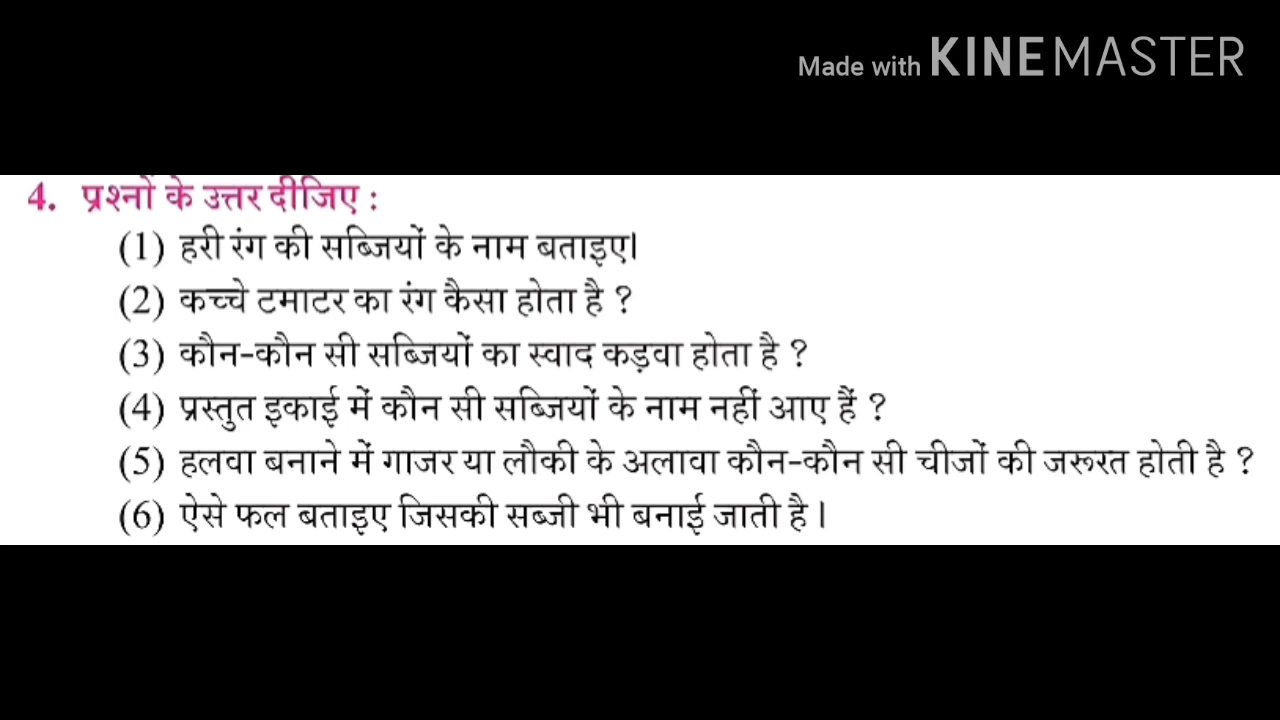 Made with KINEMASTER
4. प्रश्नों के उत्तर दीजिए :
(1) हरी रंग की सब्जियों के नाम बताइए।
(2) कच्चे टमाटर का रंग कैसा होता है ?
(3) कौन-कौन सी सब्जियों का स्वाद कड़वा होता है ?
(4) प्रस्तुत इकाई में कौन सी सब्जियों के नाम नहीं आए हैं ?
(5) हलवा बनाने में गाजर या लौकी के अलावा कौन-कौन सी चीजों की जरूरत होती है ?
(6) ऐसे फल बताइए जिसकी सब्जी भी बनाई जाती है ।